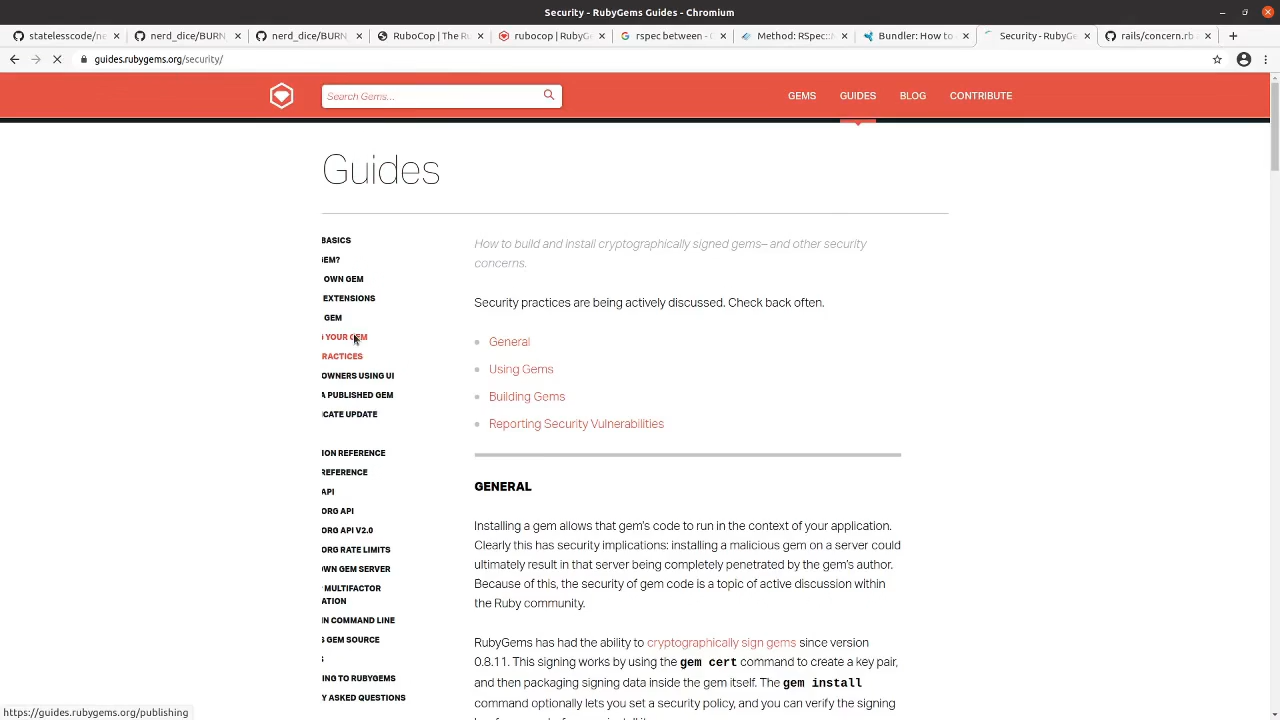 Security - RubyGems Guides - Chromium
statelesscode/ne
nerd_dice/BURN
nerd_dice/BURN
RuboCop | The Ru
rubocop | RubyGe
rspec between - G
Method: RSpec::M
Bundler: How to
Security - RubyGe
rails/concern.rb a
guides.rubygems.org/security/
Search Gems…
GEMS
GUIDES
BLOG
CONTRIBUTE
Guides
BASICS
GEM?
OWN GEM
EXTENSIONS
GEM
YOUR GEM
RACTICES
OWNERS USING UI
A PUBLISHED GEM
ICATE UPDATE
ION REFERENCE
REFERENCE
API
ORG API
ORG API V2.0
ORG RATE LIMITS
WN GEM SERVER
MULTIFACTOR
ATION
IN COMMAND LINE
S GEM SOURCE
S
ING TO RUBYGEMS
Y ASKED QUESTIONS
How to build and install cryptographically signed gems– and other security
concerns.
Security practices are being actively discussed. Check back often.
General
Using Gems
Building Gems
Reporting Security Vulnerabilities
GENERAL
Installing a gem allows that gem's code to run in the context of your application.
Clearly this has security implications: installing a malicious gem on a server could
ultimately result in that server being completely penetrated by the gem's author.
Because of this, the security of gem code is a topic of active discussion within
the Ruby community.
RubyGems has had the ability to cryptographically sign gems since version
0.8.11. This signing works by using the gem cert command to create a key pair,
and then packaging signing data inside the gem itself. The gem install
command optionally lets you set a security policy, and you can verify the signing
https://guides.rubygems.org/publishing